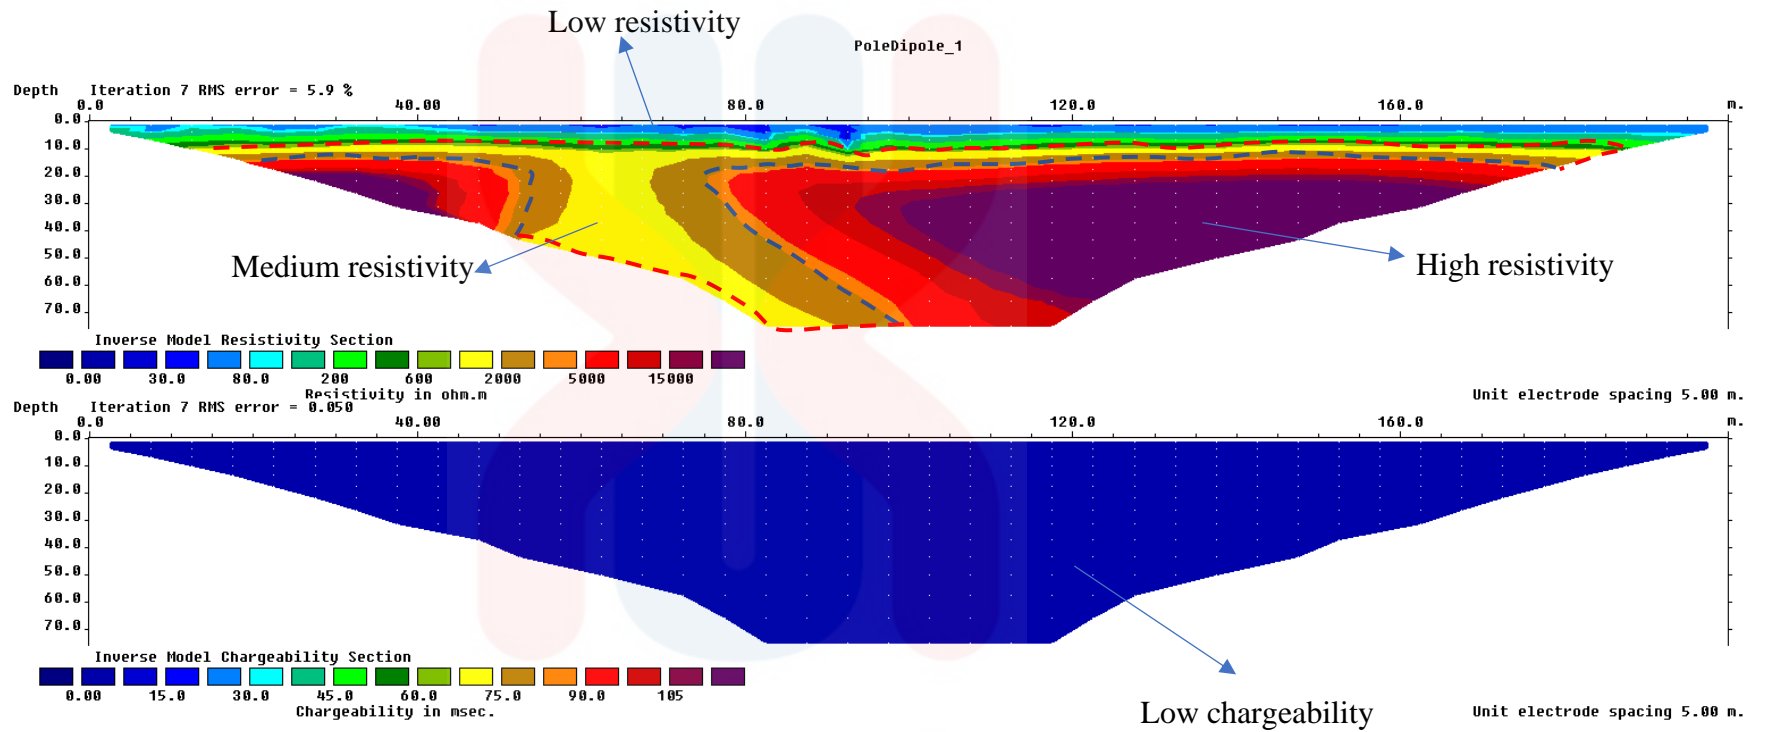 Low resistivity
PoleDipole_1
Depth Iteration 7 RMS error = 5.9 %
0.0 40.00 80.0 120.0 160.0 m.
0.0
10.0
20.0
30.0
40.0
50.0
60.0
70.0
Medium resistivity
High resistivity
Inverse Model Resistivity Section
0.00 30.0 80.0 200 600 2000 5000 15000
Resistivity in ohm.m
Unit electrode spacing 5.00 m.
Depth Iteration 7 RMS error = 0.050
0.0 40.00 80.0 120.0 160.0 m.
0.0
10.0
20.0
30.0
40.0
50.0
60.0
70.0
Inverse Model Chargeability Section
0.00 15.0 30.0 45.0 60.0 75.0 90.0 105
Chargeability in msec.
Low chargeability
Unit electrode spacing 5.00 m.